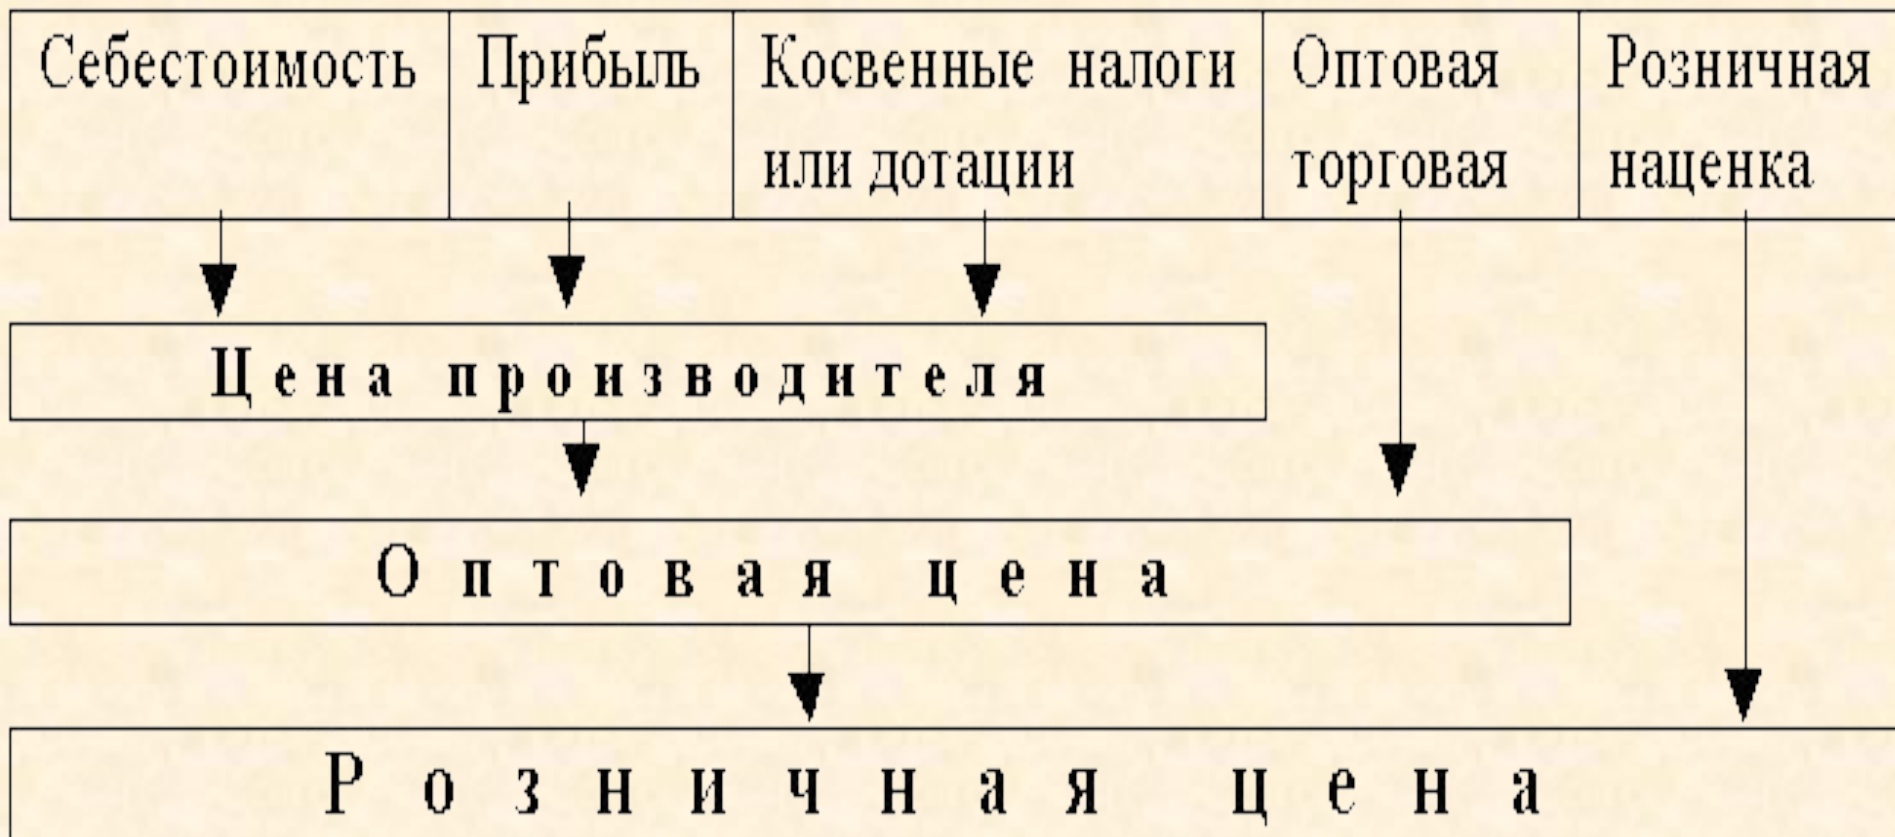 Себестоимость
Прибыль
Косвенные налоги
или дотации
Оптовая
торговая
Розничная
наценка
Цена производителя
Оптовая цена
Розничная цена